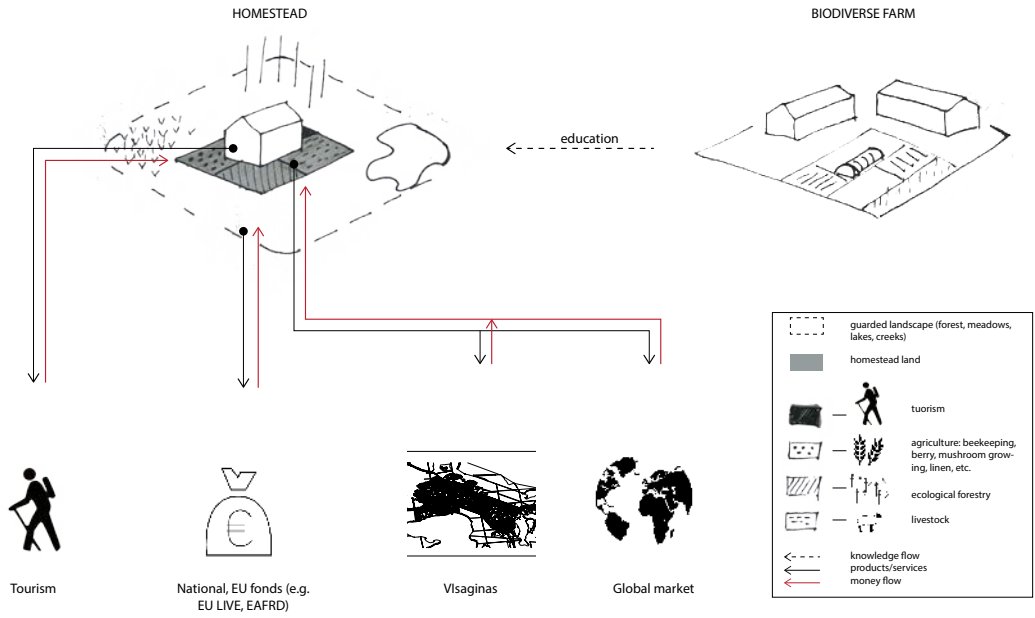 HOMESTEAD
BIODIVERSE FARM
education
guarded landscape (forest, meadows,
lakes, creeks)
homestead land
tuorism
agriculture: beekeeping,
berry, mushroom grow-
ing, linen, etc.
ecological forestry
livestock
knowledge flow
products/services
money flow
€
Tourism
National, EU fonds (e.g.
EU LIVE, EAFRD)
VIsaginas
Global market